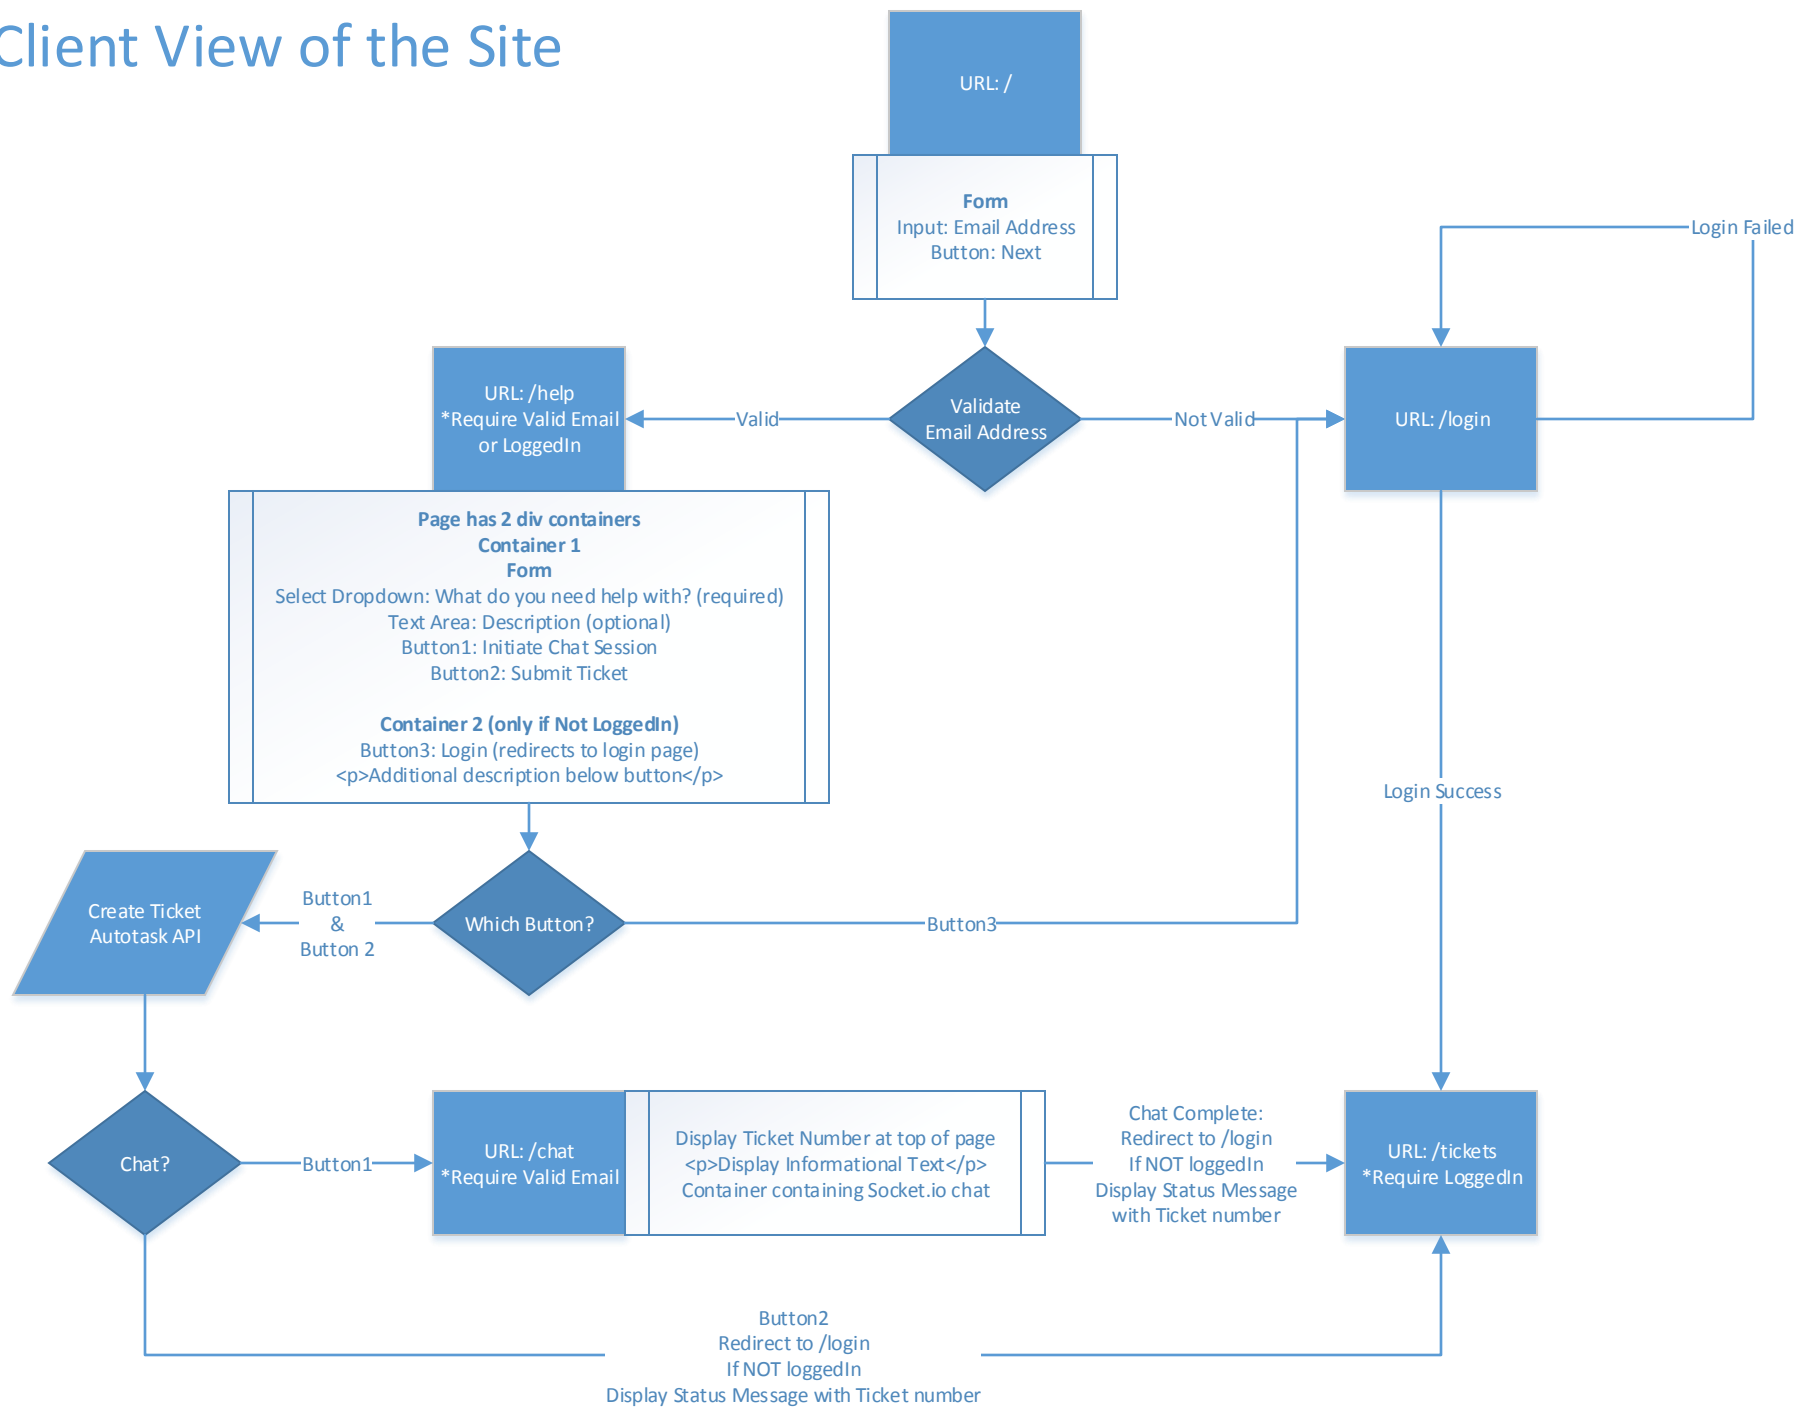 Client View of the Site
URL: /
Form
Input: Email Address
Button: Next
Login Failed
URL: /help
*Require Valid Email
or LoggedIn
Valid
Validate
Email Address
Not Valid
URL: /login
Page has 2 div containers
Container 1
Form
Select Dropdown: What do you need help with? (required)
Text Area: Description (optional)
Button1: Initiate Chat Session
Button2: Submit Ticket
Container 2 (only if Not LoggedIn)
Button3: Login (redirects to login page)
<p>Additional description below button</p>
Login Success
Create Ticket
Autotask API
Button1
&
Button 2
Which Button?
Button3
Chat?
Button1
URL: /chat
*Require Valid Email
Display Ticket Number at top of page
<p>Display Informational Text</p>
Container containing Socket.io chat
Chat Complete:
Redirect to /login
If NOT loggedIn
Display Status Message
with Ticket number
URL: /tickets
*Require LoggedIn
Button2
Redirect to /login
If NOT loggedIn
Display Status Message with Ticket number